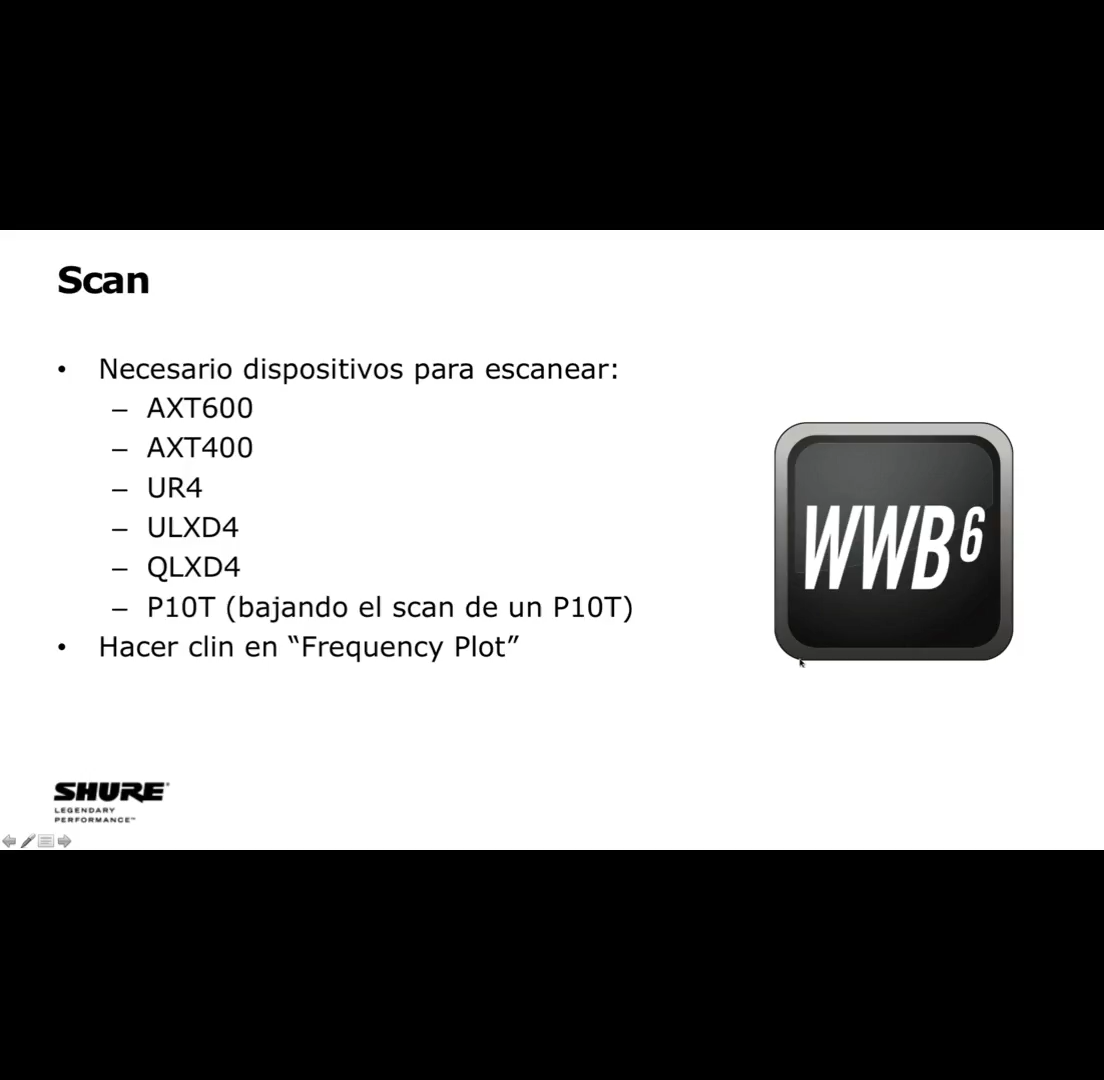 Scan
• Necesario dispositivos para escanear:
– AXT600
– AXT400
– UR4
– ULXD4
– QLXD4
– P10T (bajando el scan de un P10T)
• Hacer clin en “Frequency Plot”
WWB6
SHURE®
LEGENDARY
PERFORMANCE™